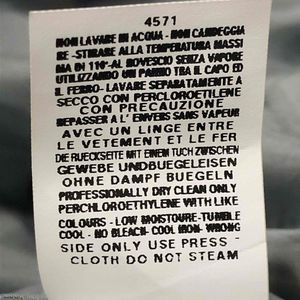 4571
NON LAVARE IN ACQUA - NON CANDEGGIA
RE -STIRARE ALLA TEMPERATURA MASSI
MA IN 110°-AL ROVESCIO SENZA VAPORE
UTILIZZANDO UN PANNO TRA IL CAPO ED
IL FERRO- LAVARE SEPARATAMENTE A
SECCO CON PERCLOROETILENE
CON PRECAUZIONE
REPASSER A L' ENVERS SANS VAPEUR
AVEC UN LINGE ENTRE
LE VETEMENT ET LE FER
DIE RUECKSEITE MIT EINEM TUCH ZWISCHEN
GEWEBE UNDBUEGELEISEN
OHNE DAMPF BUEGELN
PROFESSIONALLY DRY CLEAN ONLY
PERCHLOROETHYLENE WITH LIKE
COLOURS - LOW MOISTOURE-TUMBLE
COOL - NO BLEACH- COOL IRON- WRONG
SIDE ONLY USE PRESS -
CLOTH DO NOT STEAM